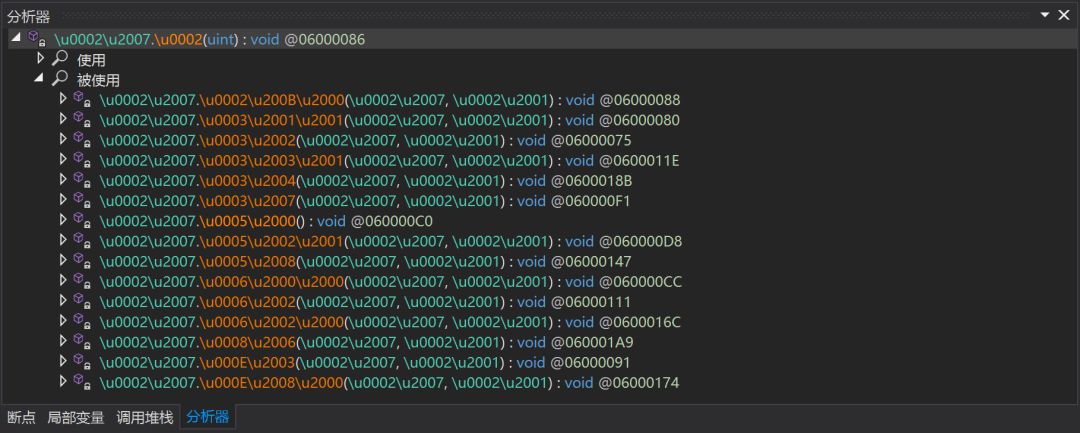 分析器
\u0002\u2007.\u0002(uint) : void @06000086
使用
被使用
\u0002\u2007.\u0002\u200B\u2000(\u0002\u2007, \u0002\u2001) : void @06000088
\u0002\u2007.\u0003\u2001\u2001(\u0002\u2007, \u0002\u2001) : void @06000080
\u0002\u2007.\u0003\u2002(\u0002\u2007, \u0002\u2001) : void @06000075
\u0002\u2007.\u0003\u2003\u2001(\u0002\u2007, \u0002\u2001) : void @0600011E
\u0002\u2007.\u0003\u2004(\u0002\u2007, \u0002\u2001) : void @0600018B
\u0002\u2007.\u0003\u2007(\u0002\u2007, \u0002\u2001) : void @060000F1
\u0002\u2007.\u0005\u2000() : void @060000C0
\u0002\u2007.\u0005\u2002\u2001(\u0002\u2007, \u0002\u2001) : void @060000D8
\u0002\u2007.\u0005\u2008(\u0002\u2007, \u0002\u2001) : void @06000147
\u0002\u2007.\u0006\u2000\u2000(\u0002\u2007, \u0002\u2001) : void @060000CC
\u0002\u2007.\u0006\u2002(\u0002\u2007, \u0002\u2001) : void @06000111
\u0002\u2007.\u0006\u2002\u2000(\u0002\u2007, \u0002\u2001) : void @0600016C
\u0002\u2007.\u0008\u2006(\u0002\u2007, \u0002\u2001) : void @060001A9
\u0002\u2007.\u000E\u2003(\u0002\u2007, \u0002\u2001) : void @06000091
\u0002\u2007.\u000E\u2008\u2000(\u0002\u2007, \u0002\u2001) : void @06000174
断点 局部变量 调用堆栈 分析器